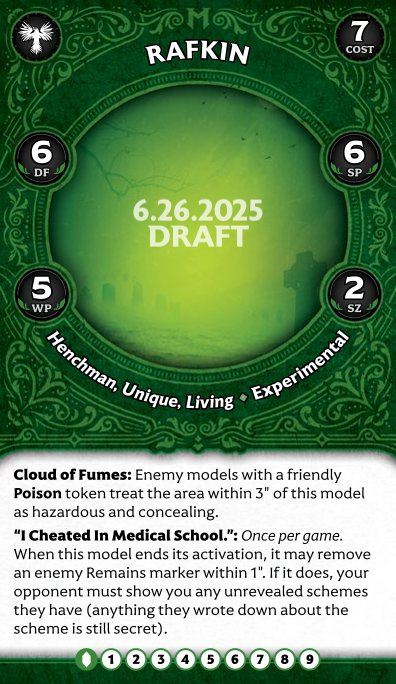 RAFKIN
7
COST
6
DF
6
SP
6.26.2025
DRAFT
5
WP
2
SZ
Henchman, Unique, Living ♦ Experimental
Cloud of Fumes: Enemy models with a friendly
Poison token treat the area within 3" of this model
as hazardous and concealing.
“I Cheated In Medical School.”: Once per game.
When this model ends its activation, it may remove
an enemy Remains marker within 1". If it does, your
opponent must show you any unrevealed schemes
they have (anything they wrote down about the
scheme is still secret).
1 2 3 4 5 6 7 8 9